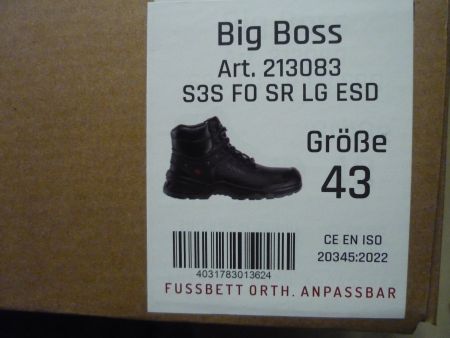 Big Boss
Art. 213083
S3S FO SR LG ESD
Größe
43
CE EN ISO
20345:2022
4031783013624
FUSSBETT ORTH. ANPASSBAR